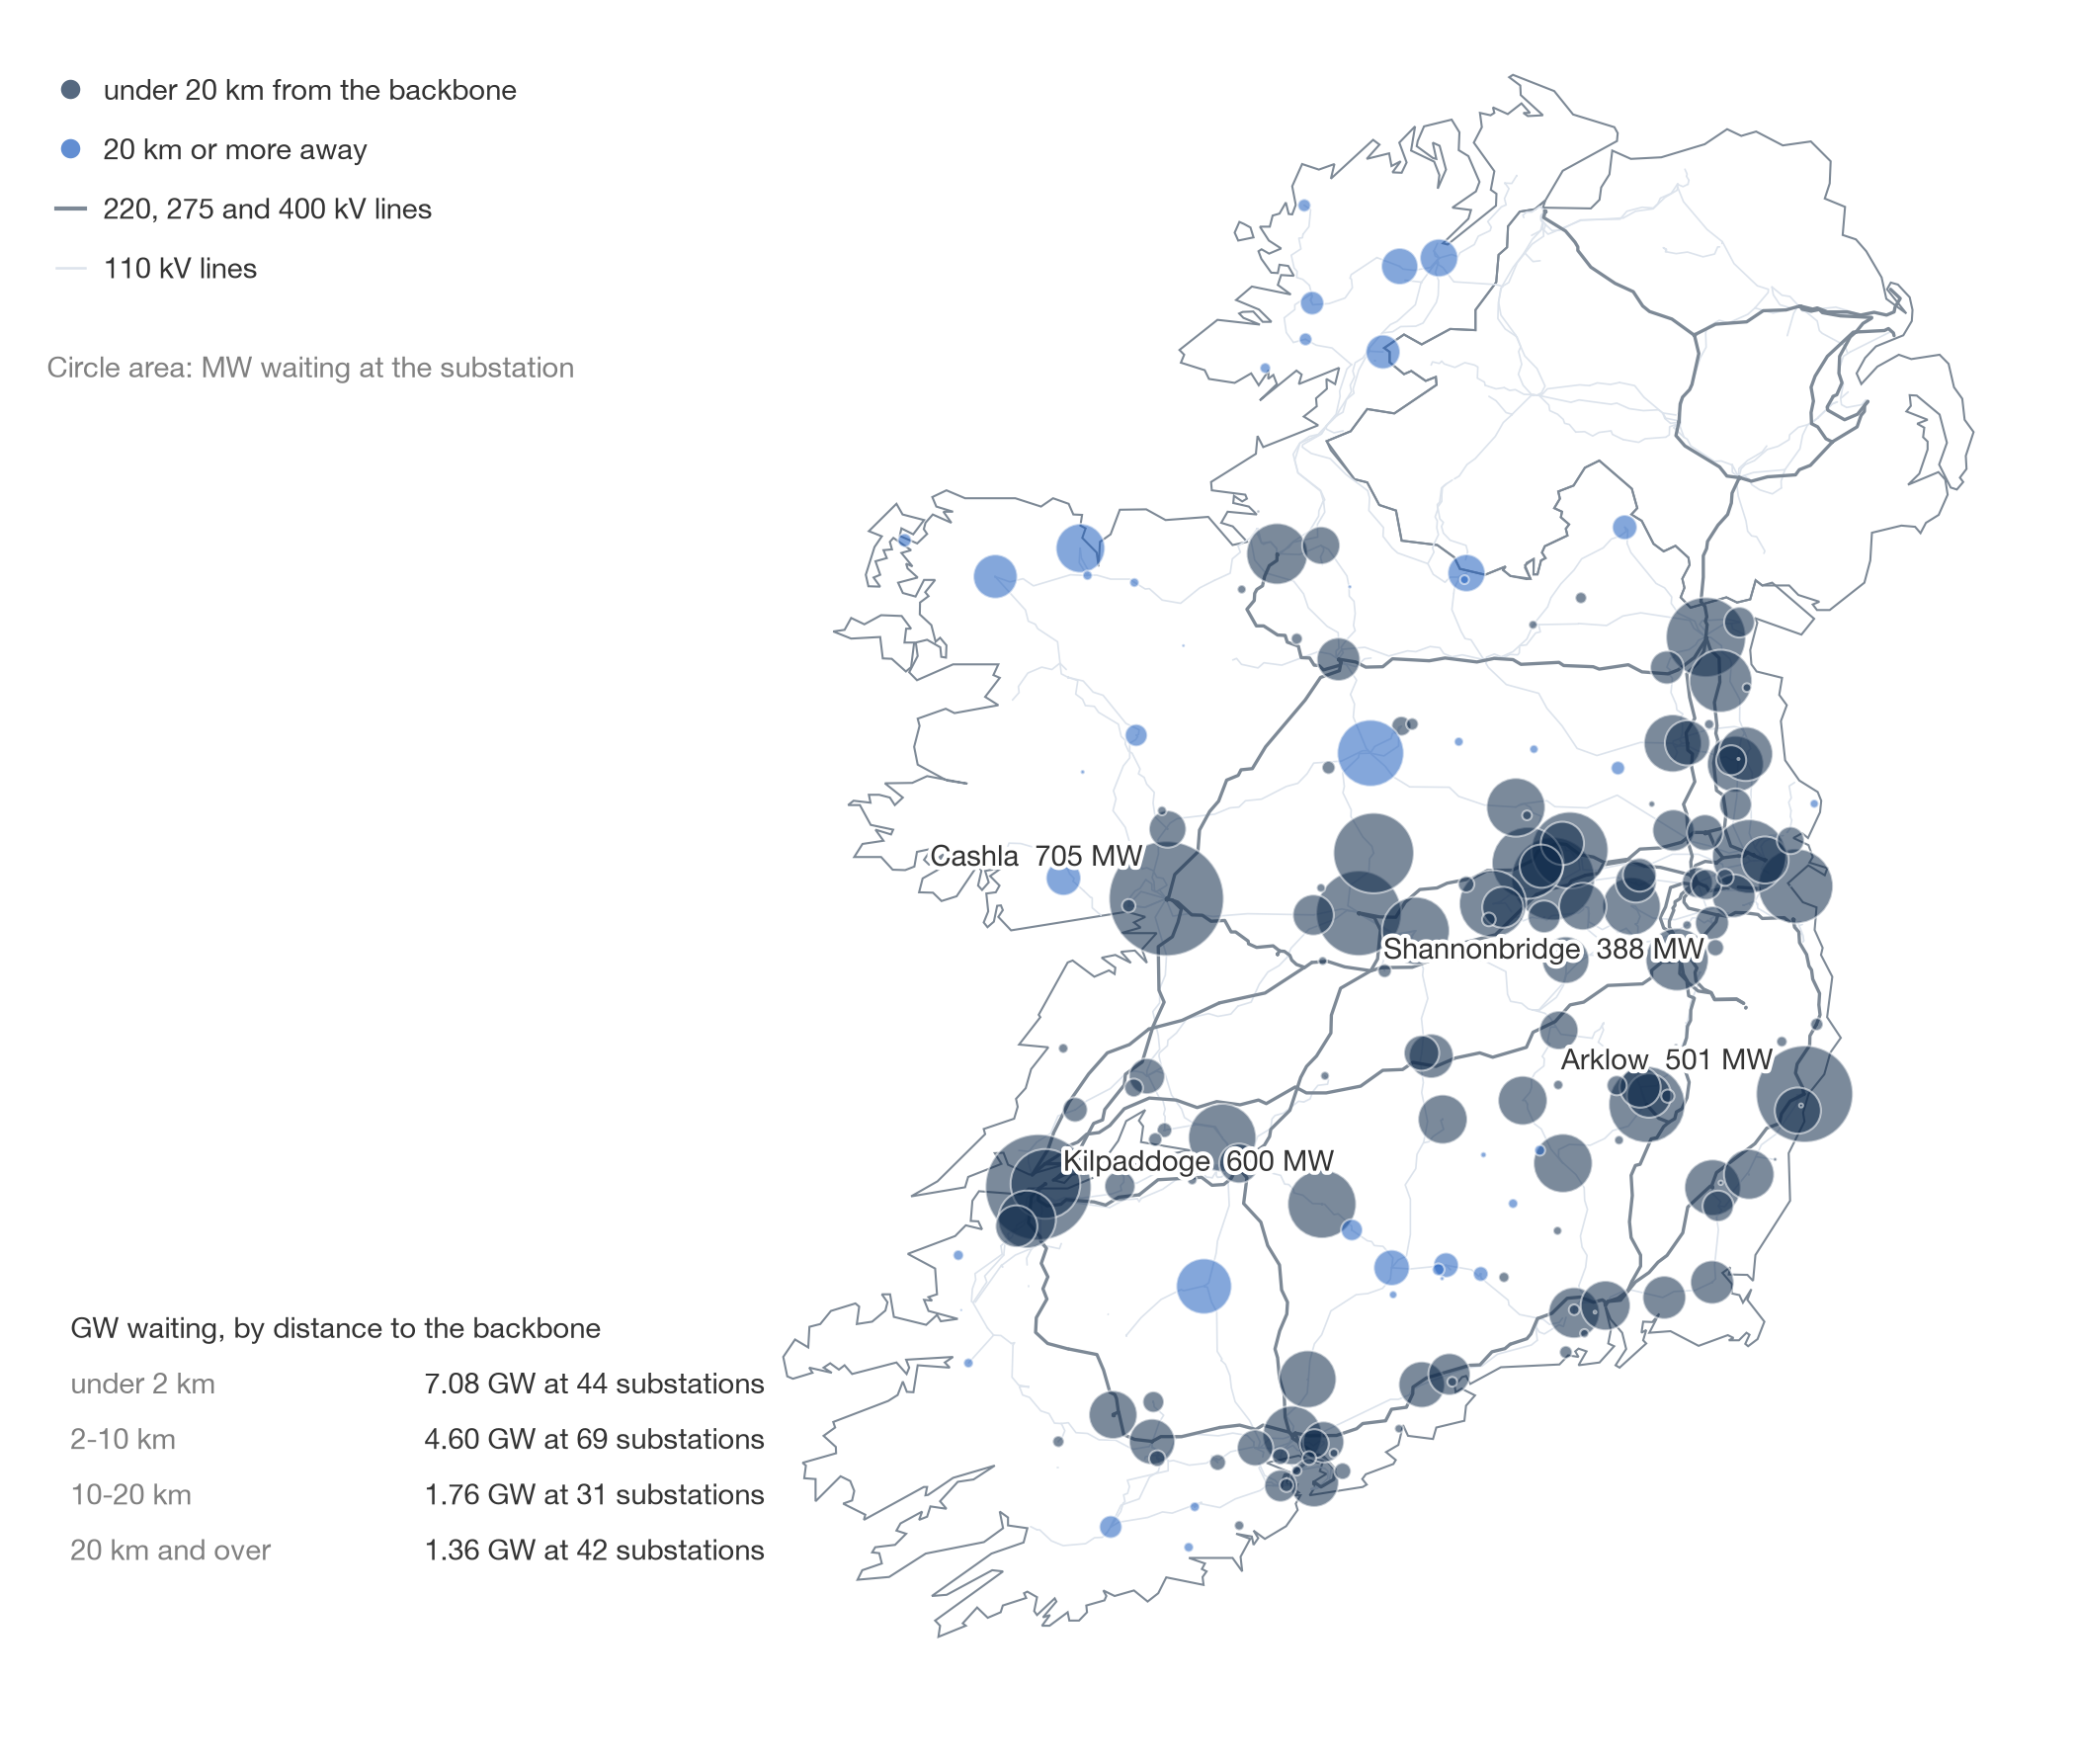 under 20 km from the backbone
20 km or more away
220, 275 and 400 kV lines
110 kV lines
Circle area: MW waiting at the substation
Cashla 705 MW
Shannonbridge 388 MW
Arklow 501 MW
Kilpaddoge 600 MW
GW waiting, by distance to the backbone
under 2 km 7.08 GW at 44 substations
2-10 km 4.60 GW at 69 substations
10-20 km 1.76 GW at 31 substations
20 km and over 1.36 GW at 42 substations